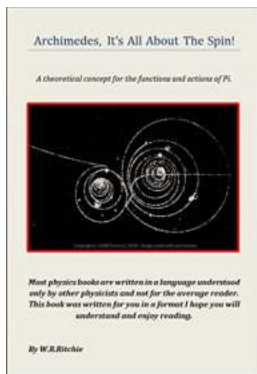 Archimedes, It's All About The Spin!
A theoretical concept for the functions and actions of Pi.
Most physics books are written in a language understood
only by other physicists and not for the average reader.
This book was written for you in a format I hope you will
understand and enjoy reading.
By W.R.Ritchie